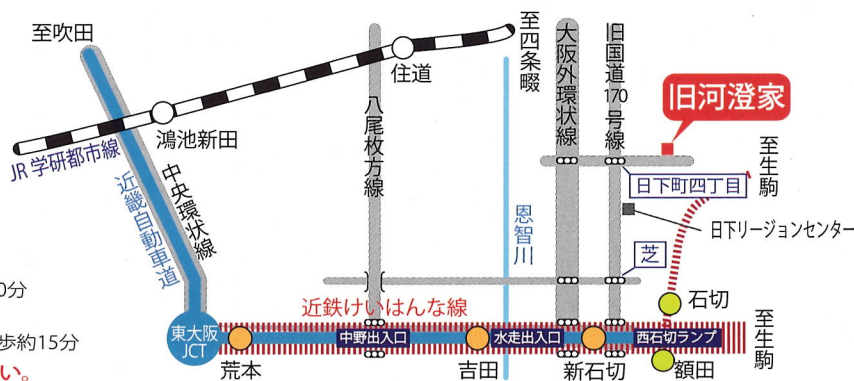 至吹田
住道
至四条畷
大阪外環状線
旧国道170号線
旧河澄家
八尾枚方線
鴻池新田
JR学研都市線
近畿自動車道
中央環状線
至生駒
日下町四丁目
恩智川
日下リージョンセンター
芝
0分
近鉄けいはんな線
石切
歩約15分
東大阪
JCT
中野出入口
水走出入口
西石切ランプ
至生駒
い。
荒本
吉田
新石切
額田